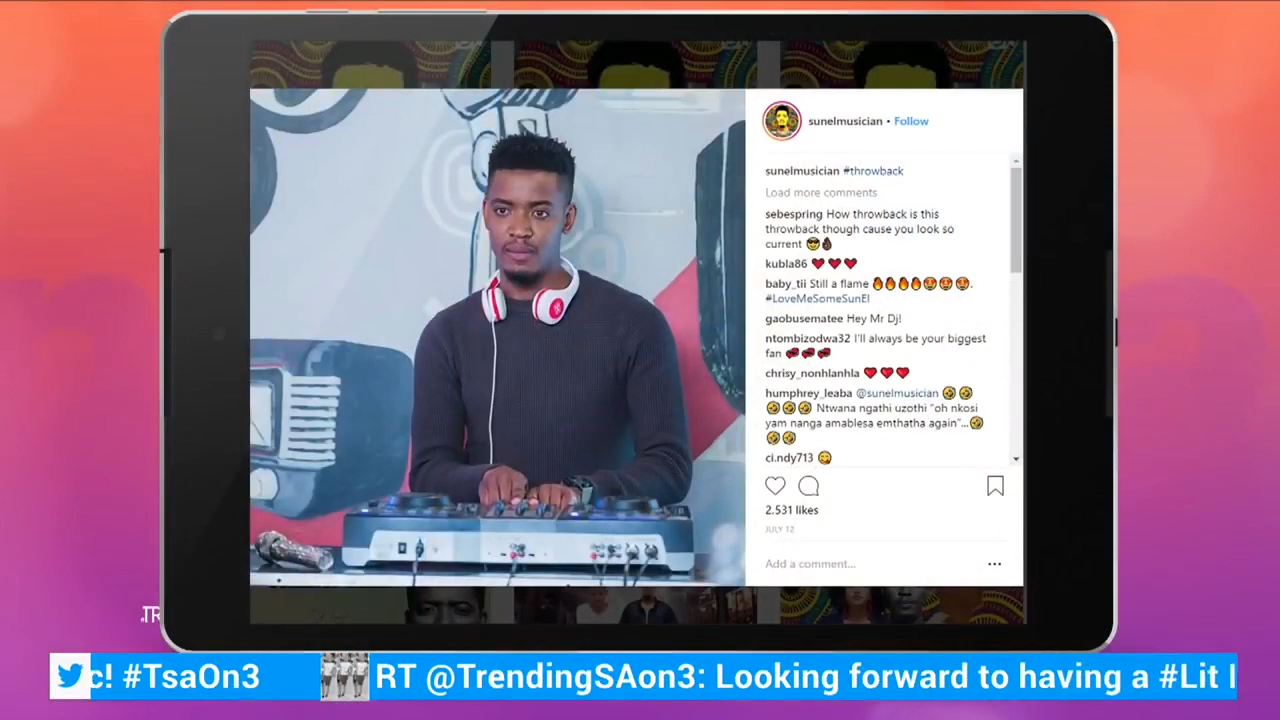 sunelmusician • Follow
sunelmusician #throwback
Load more comments
sebespring How throwback is this
throwback though cause you look so
current 😎
kubla86 ❤❤❤
baby_tii Still a flame 🔥🔥🔥🔥
#LoveMeSomeSunEl
gaobusematee Hey Mr Dj!
ntombizodwa32 I'll always be your biggest
fan
chrisy_nonhlanhla ❤❤❤
humphrey_leaba @sunelmusician 🤣🤣
🤣🤣🤣 Ntwana ngathi uzothi "oh nkosi
yam nanga amablesa emthatha again"...🤣
🤣🤣
ci.ndy713 😋
2.531 likes
JULY 12
Add a comment...
.TR
c! #TsaOn3 RT @TrendingSAon3: Looking forward to having a #Lit